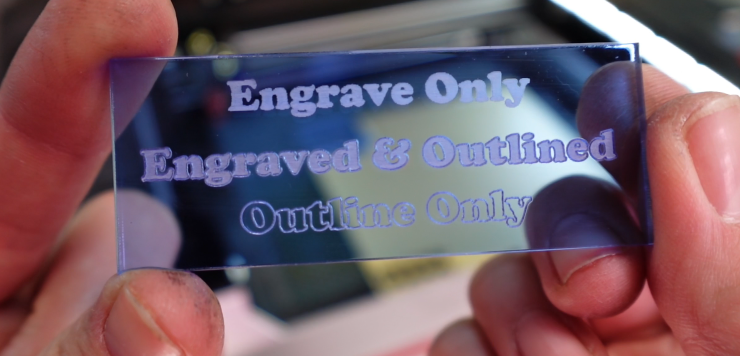 Engrave Only
Engraved & Outlined
Outline Only